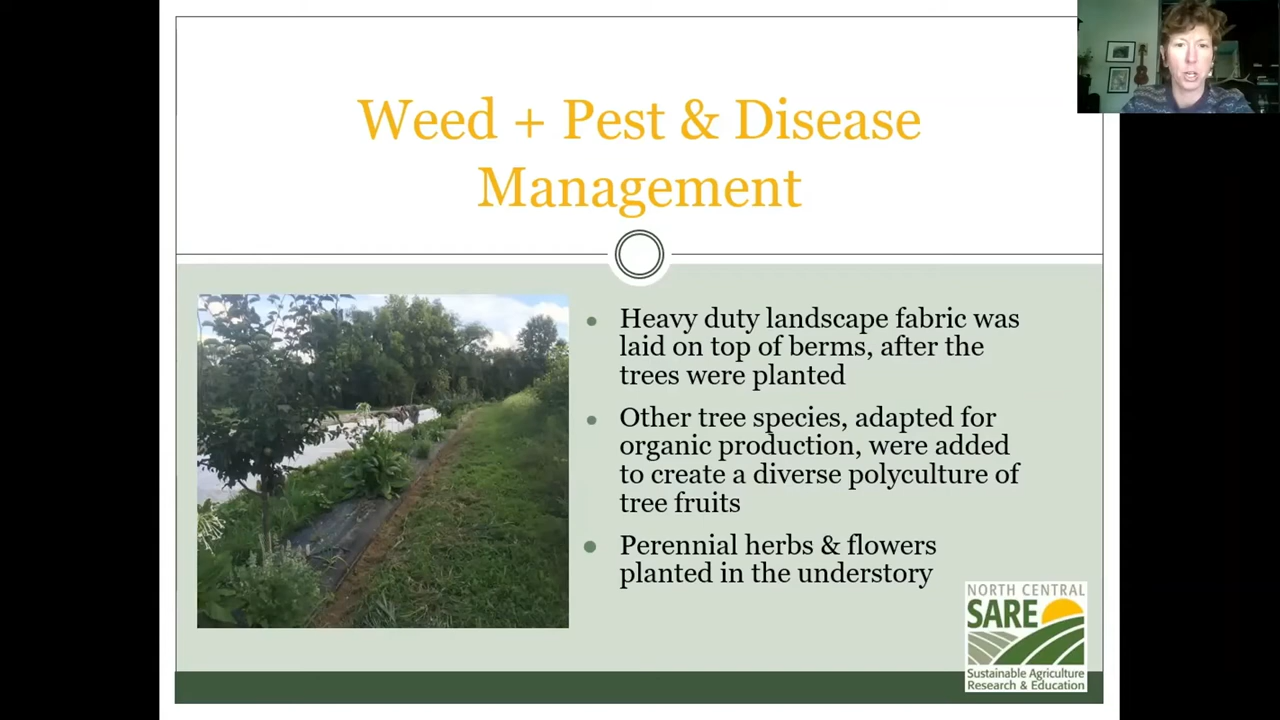 Weed + Pest & Disease
Management
Heavy duty landscape fabric was
laid on top of berms, after the
trees were planted
Other tree species, adapted for
organic production, were added
to create a diverse polyculture of
tree fruits
Perennial herbs & flowers
planted in the understory
NORTH CENTRAL
SARE
Sustainable Agriculture
Research & Education